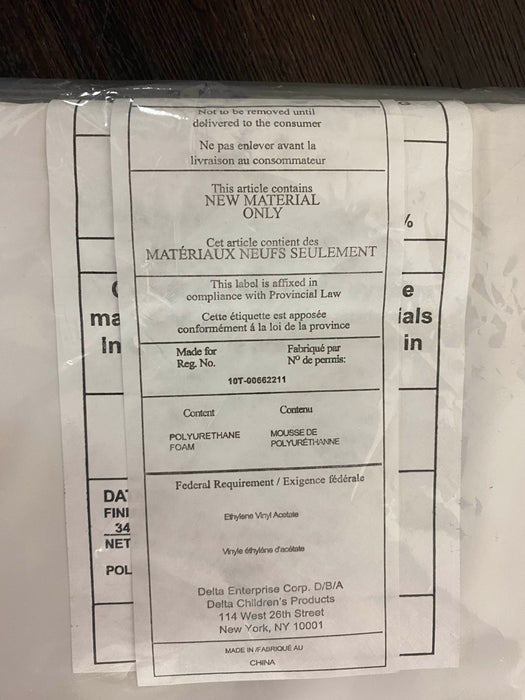 Not to be removed until
delivered to the consumer
Ne pas enlever avant la
livraison au consommateur
This article contains
NEW MATERIAL
ONLY
Cet article contient des
MATÉRIAUX NEUFS SEULEMENT
This label is affixed in
compliance with Provincial Law
Cette étiquette est apposée
conformément á la loi de la province
Made for
Reg. No.
Fabriqué par
Nº de permis:
10T-00662211
Content
Contenu
POLYURETHANE
FOAM
MOUSSE DE
POLYURÉTHANNE
Federal Requirement / Exigence fédérale
Ethylene Vinyl Acetate
Vinyle éthylène d'acétate
Delta Enterprise Corp. D/B/A
Delta Children's Products
114 West 26th Street
New York, NY 10001
MADE IN /FABRIQUÉ AU
CHINA
%
ma
In
e
ials
in
DA
FINI
34
NET
POL